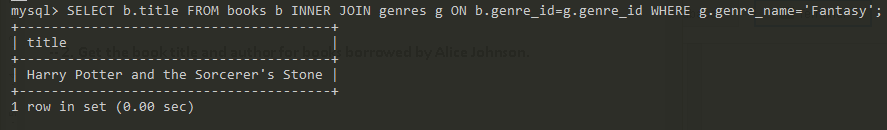 mysql> SELECT b.title FROM books b INNER JOIN genres g ON b.genre_id=g.genre_id WHERE g.genre_name='Fantasy';
+-----------------------------------------+
| title                                   |
Get the book title and author for books borrowed by Alice Johnson
+-----------------------------------------+
| Harry Potter and the Sorcerer's Stone |
+-----------------------------------------+
1 row in set (0.00 sec)